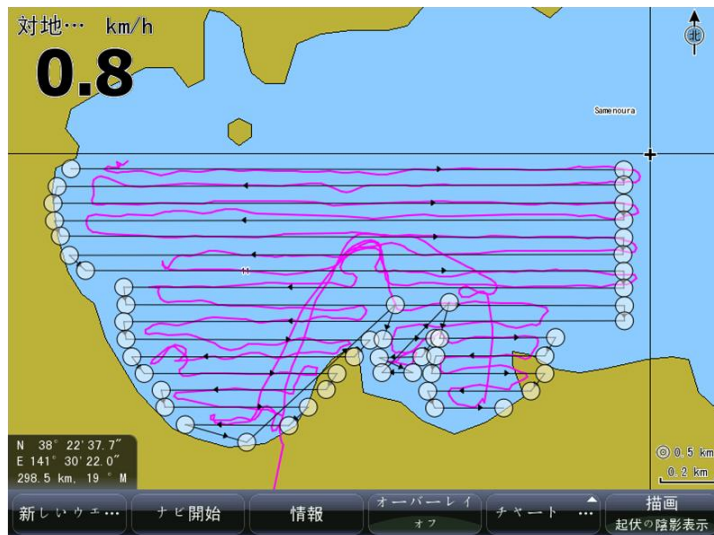 対地… km/h
0.8
北
Samenoura
N 38° 22'37.7"
E 141° 30'22.0"
298.5 km, 19 °M
0.5 km
0.2 km
新しいウエ…
ナビ開始
情報
オーバーレイ
オフ
チャート …
描画
起伏の陰影表示